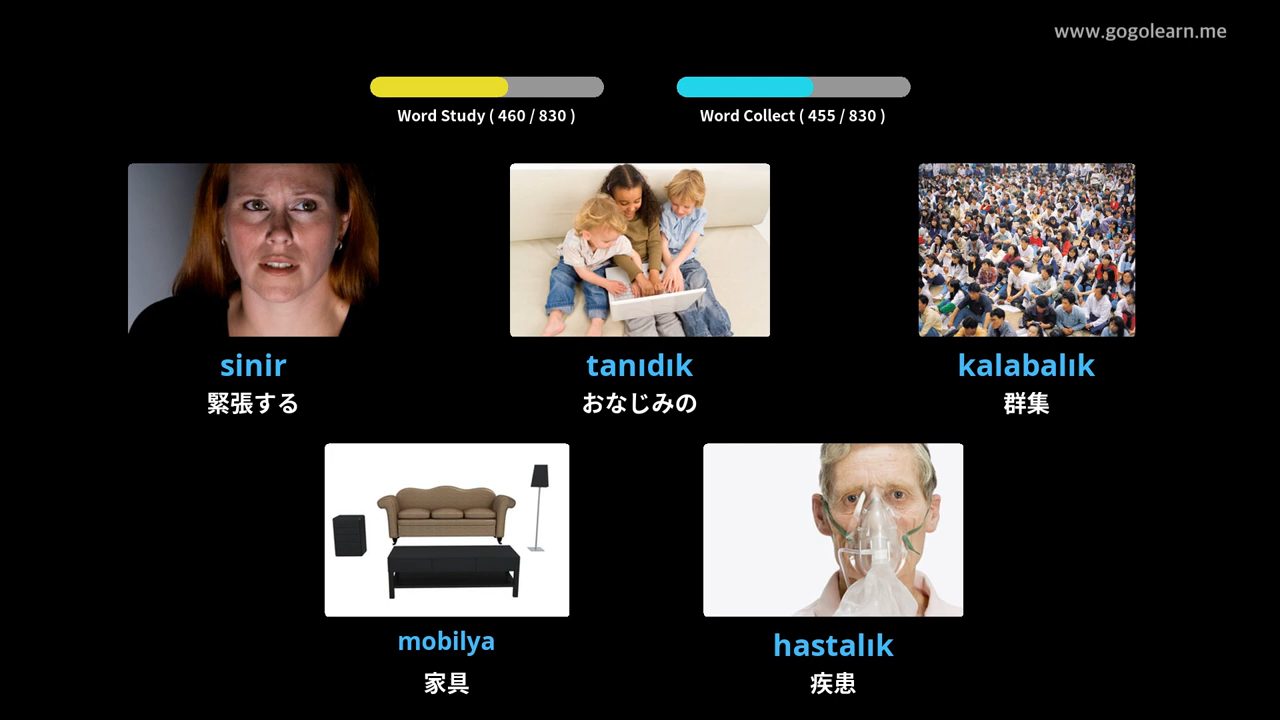 www.gogolearn.me
Word Study ( 460 / 830 )
Word Collect ( 455 / 830 )
sinir
緊張する
tanıdık
おなじみの
kalabalık
群集
mobilya
家具
hastalık
疾患